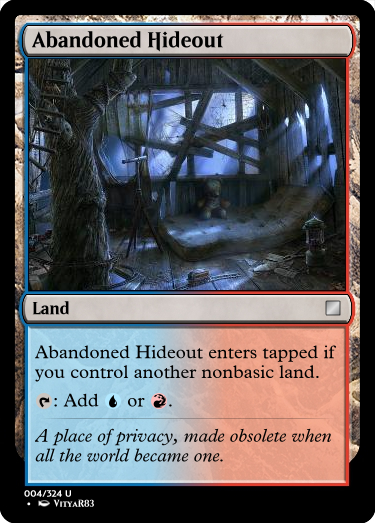 Abandoned Hideout
Land
Abandoned Hideout enters tapped if
you control another nonbasic land.
: Add or .
A place of privacy, made obsolete when
all the world became one.
004/324 U
• VityaR83